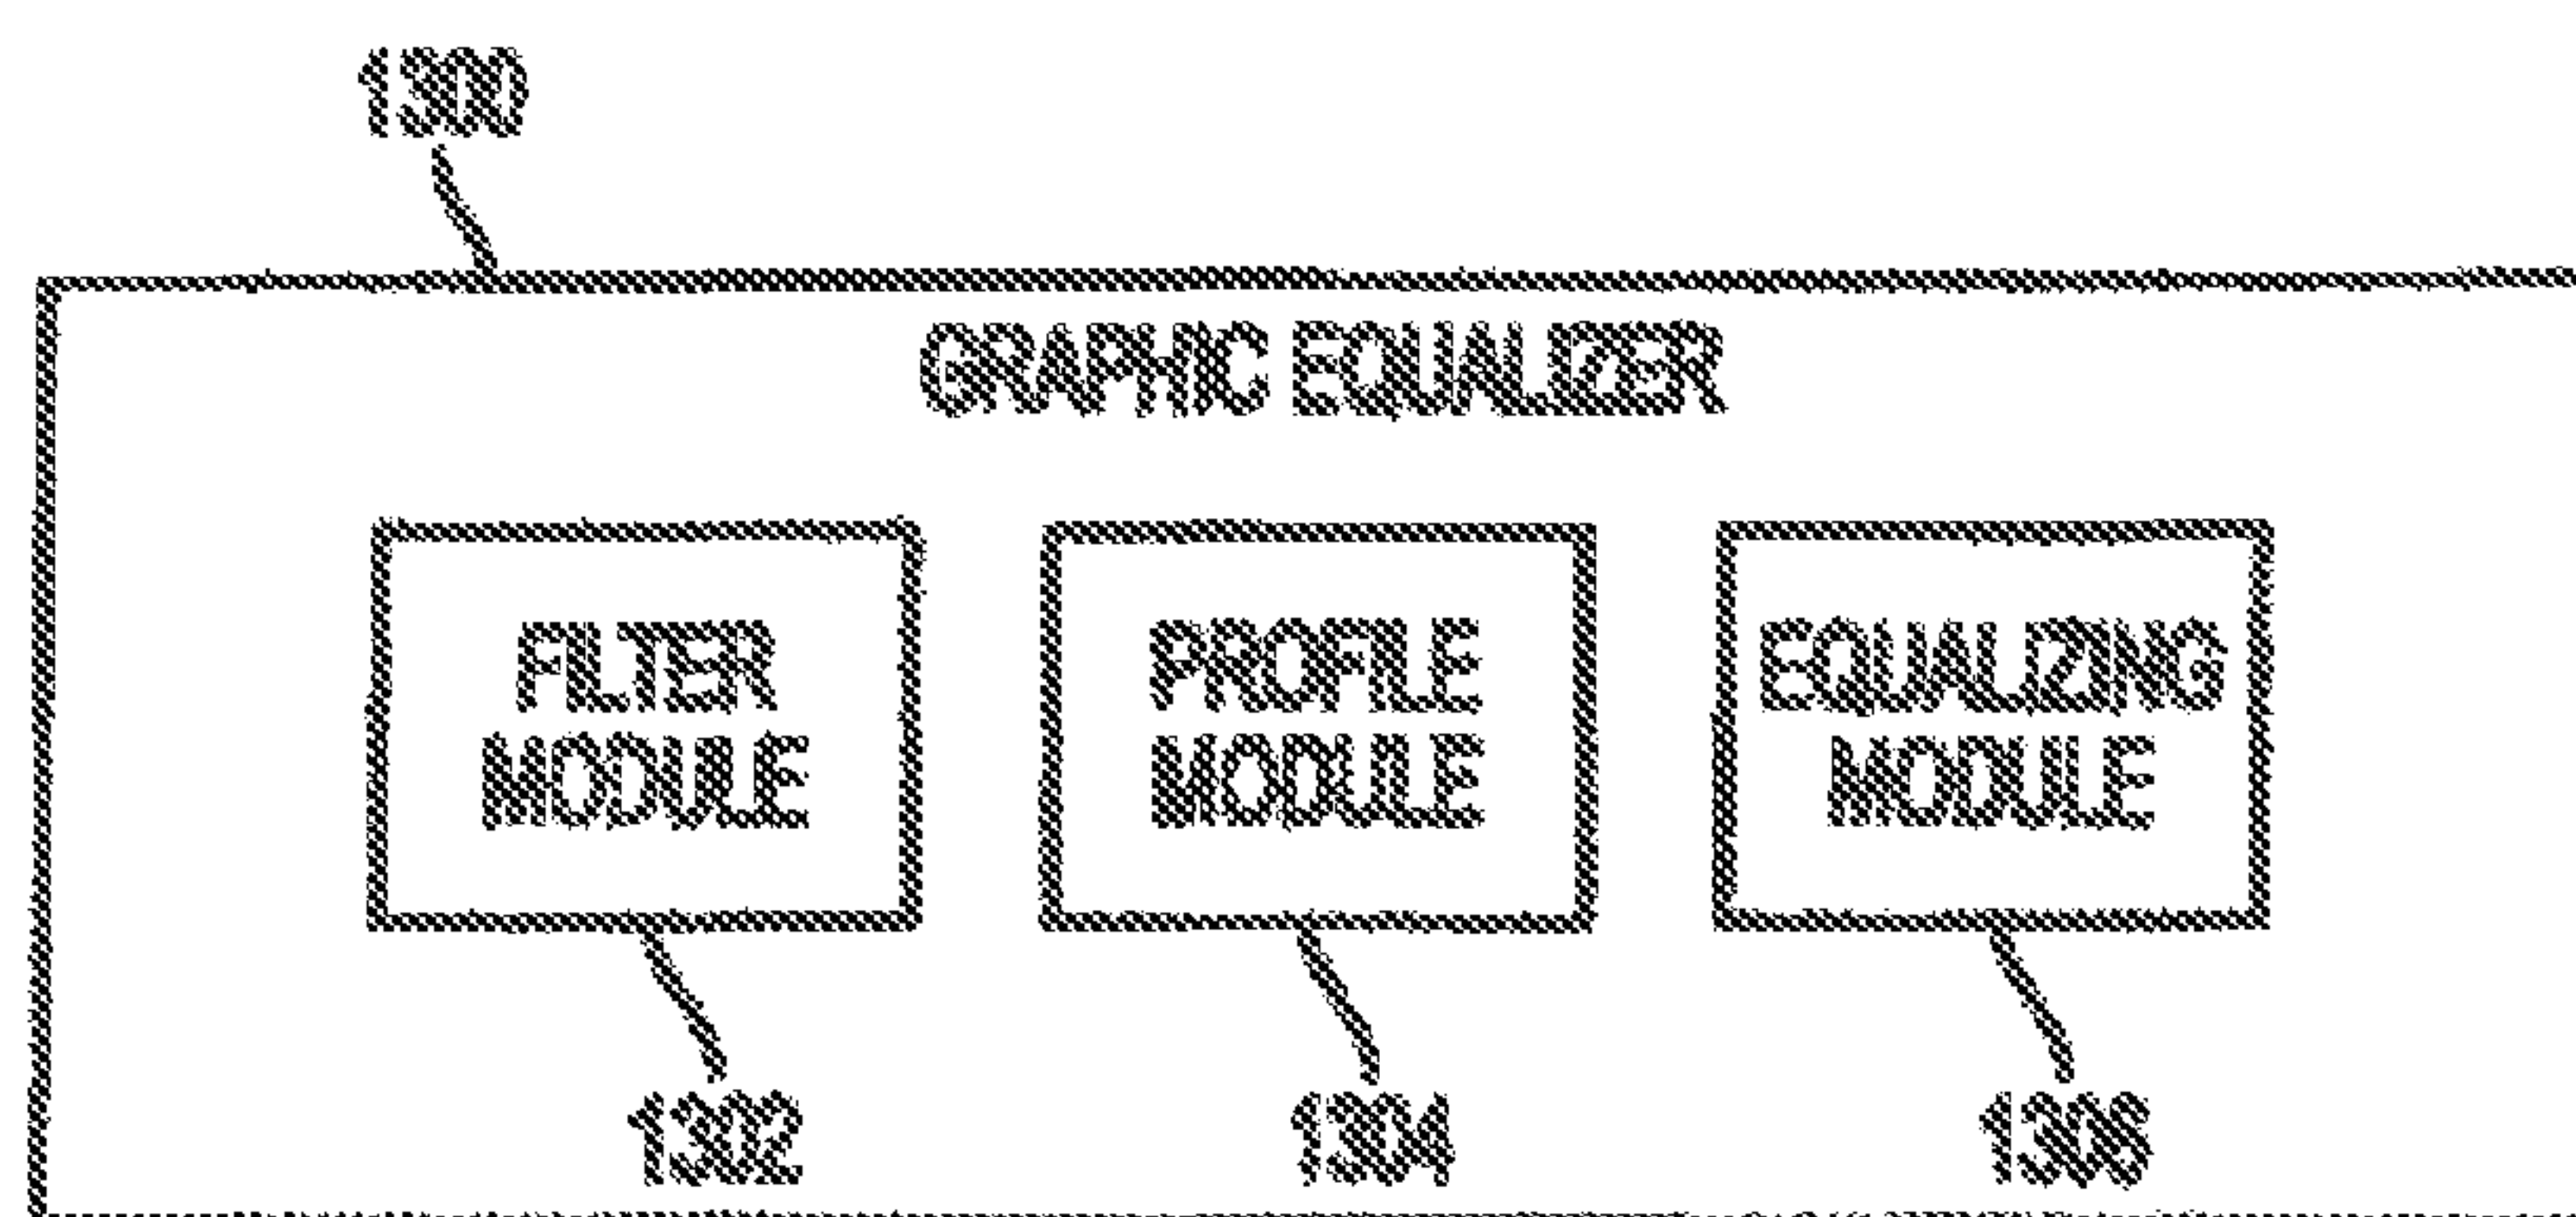 1300
GRAPHIC EQUALIZER
FILTER
MODULE
PROFILE
MODULE
EQUALIZING
MODULE
1302
1304
1306